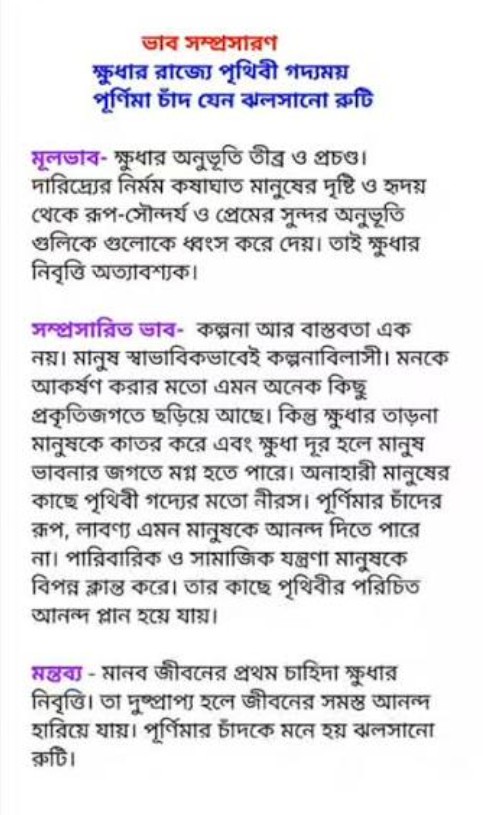 ভাব সম্প্রসারণ
ক্ষুধার রাজ্যে পৃথিবী গদ্যময়
পূর্ণিমা চাঁদ যেন ঝলসানো রুটি
মূলভাব- ক্ষুধার অনুভূতি তীব্র ও প্রচণ্ড।
দারিদ্র্যের নির্মম কষাঘাত মানুষের দৃষ্টি ও হৃদয়
থেকে রূপ-সৌন্দর্য ও প্রেমের সুন্দর অনুভূতি
গুলিকে গুলোকে ধ্বংস করে দেয়। তাই ক্ষুধার
নিবৃত্তি অত্যাবশ্যক।
সম্প্রসারিত ভাব- কল্পনা আর বাস্তবতা এক
নয়। মানুষ স্বাভাবিকভাবেই কল্পনাবিলাসী। মনকে
আকর্ষণ করার মতো এমন অনেক কিছু
প্রকৃতিজগতে ছড়িয়ে আছে। কিন্তু ক্ষুধার তাড়না
মানুষকে কাতর করে এবং ক্ষুধা দূর হলে মানুষ
ভাবনার জগতে মগ্ন হতে পারে। অনাহারী মানুষের
কাছে পৃথিবী গদ্যের মতো নীরস। পূর্ণিমার চাঁদের
রূপ, লাবণ্য এমন মানুষকে আনন্দ দিতে পারে
না। পারিবারিক ও সামাজিক যন্ত্রণা মানুষকে
বিপন্ন ক্লান্ত করে। তার কাছে পৃথিবীর পরিচিত
আনন্দ ম্লান হয়ে যায়।
মন্তব্য - মানব জীবনের প্রথম চাহিদা ক্ষুধার
নিবৃত্তি। তা দুষ্প্রাপ্য হলে জীবনের সমস্ত আনন্দ
হারিয়ে যায়। পূর্ণিমার চাঁদকে মনে হয় ঝলসানো
রুটি।